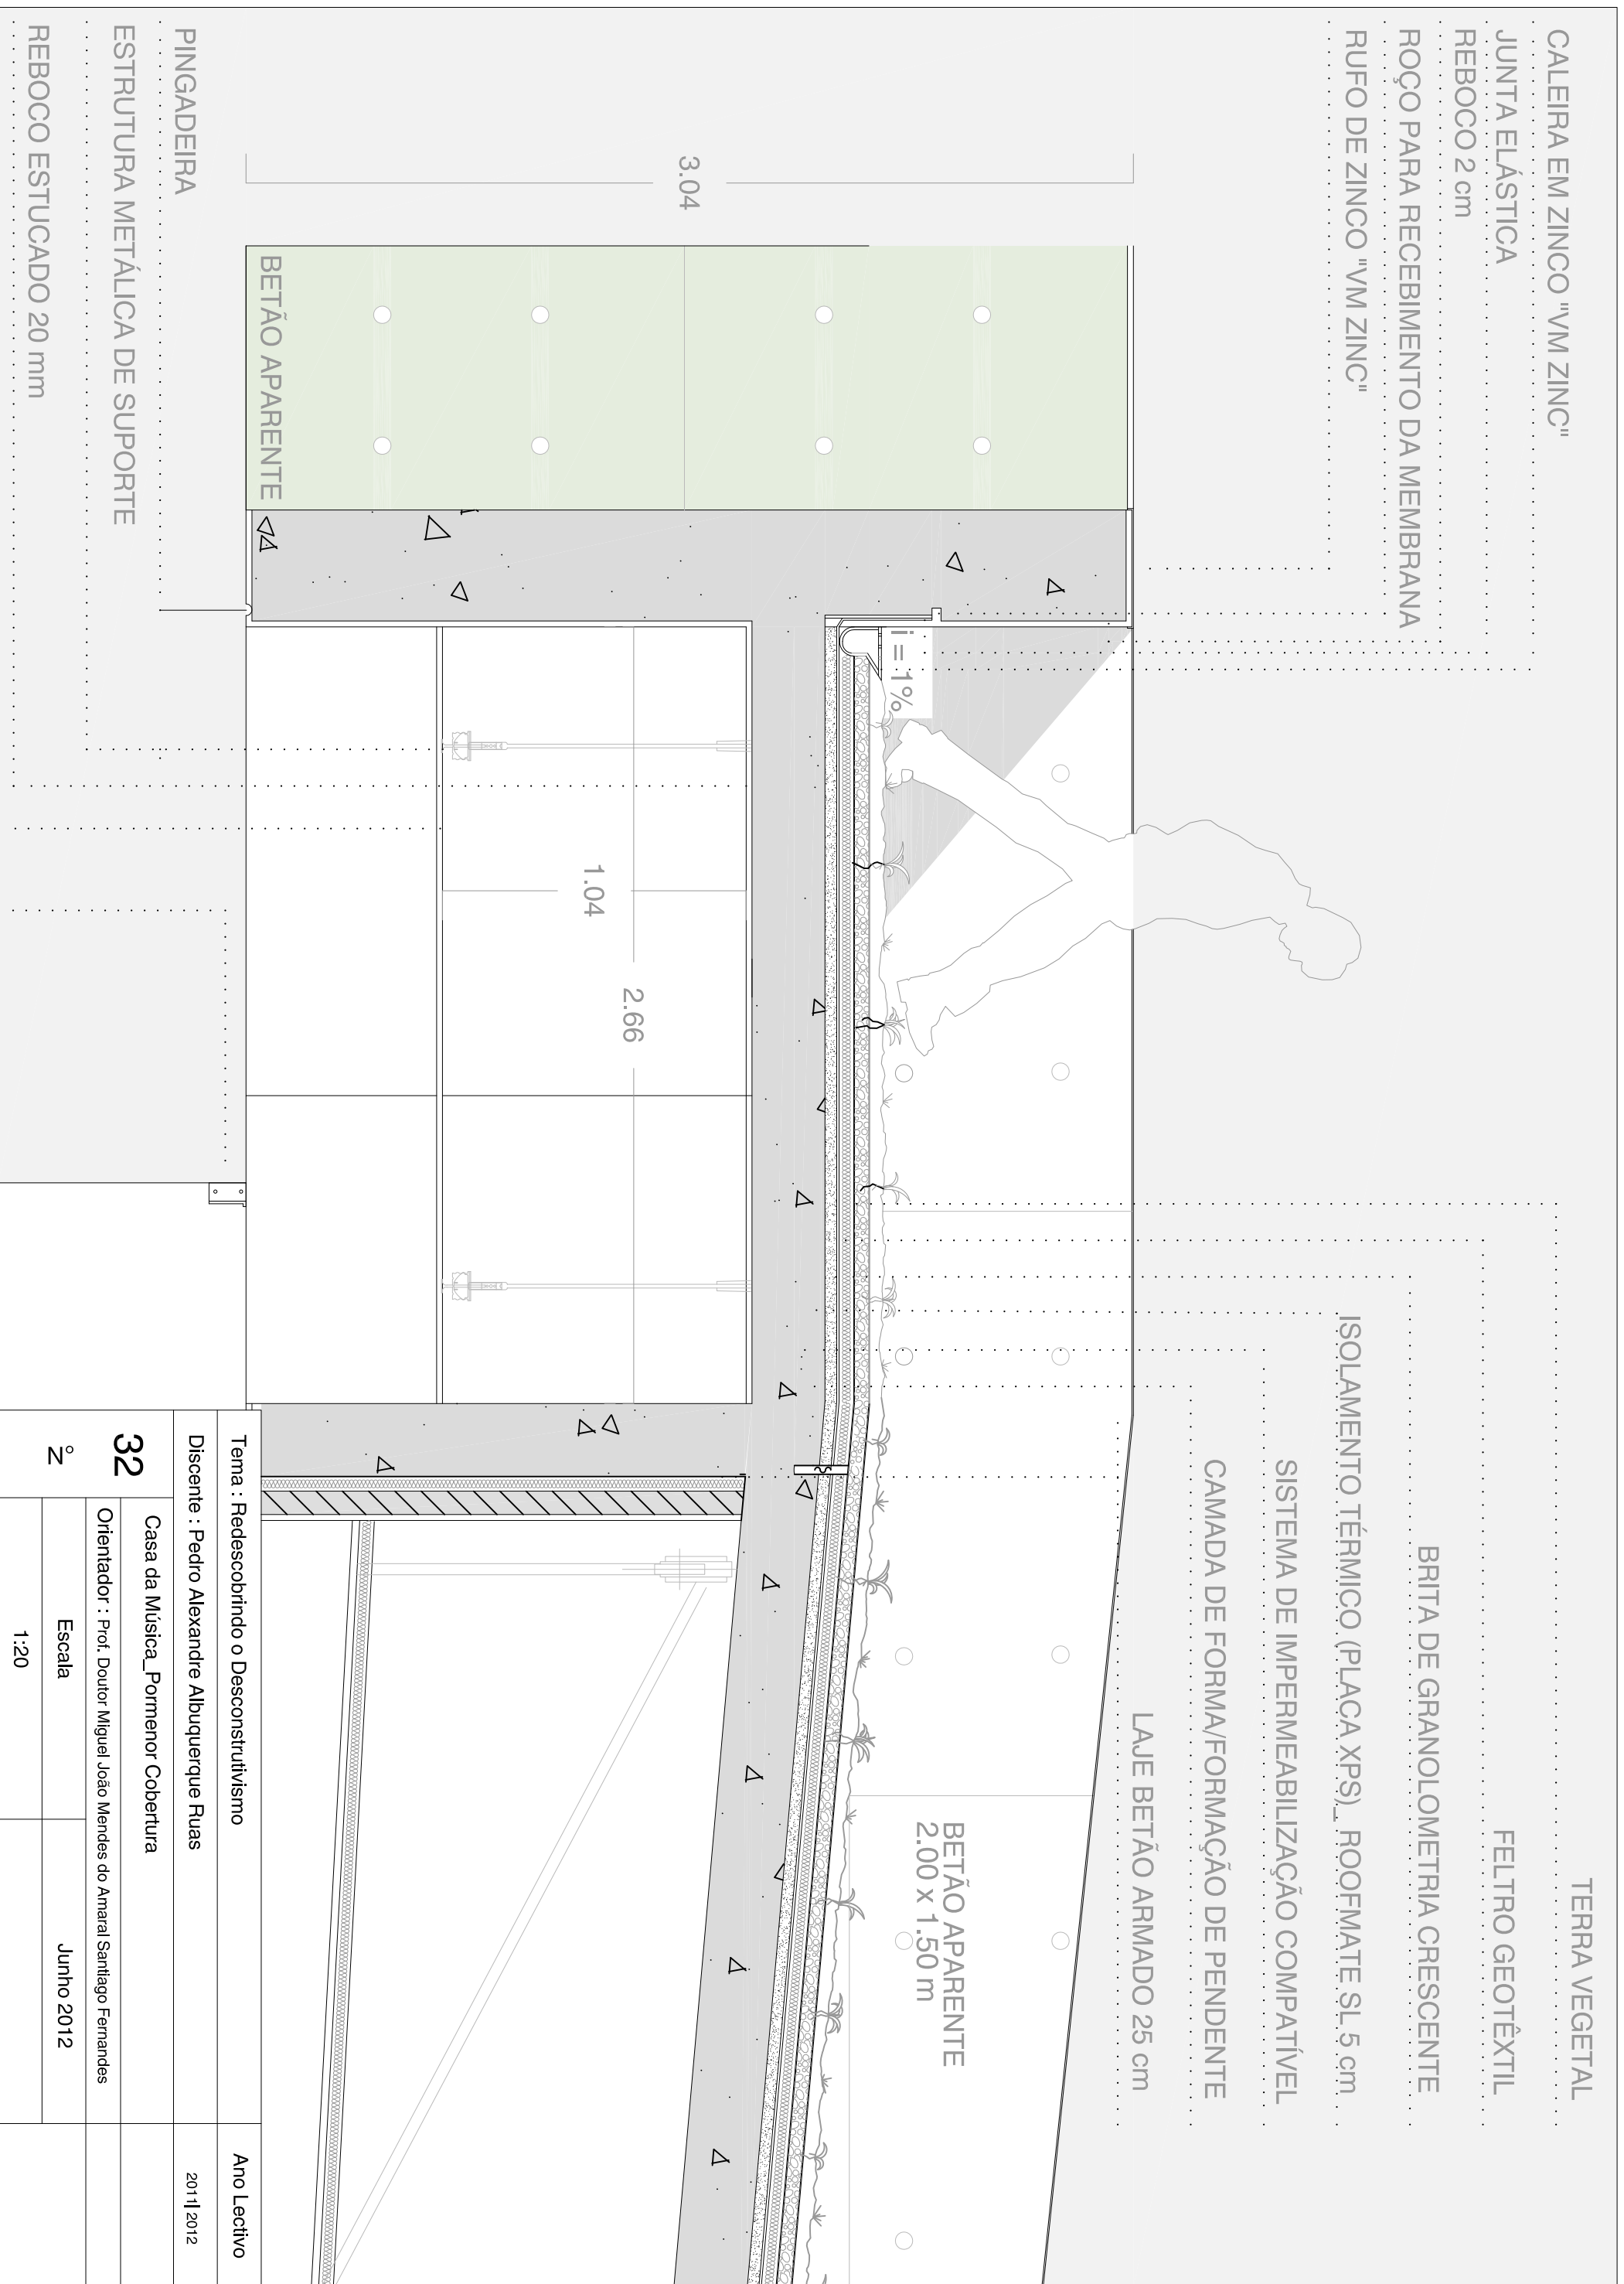 CALEIRA EM ZINCO "VM ZINC"
JUNTA ELÁSTICA
REBOCO 2 cm
ROÇO PARA RECEBIMENTO DA MEMBRANA
RUFO DE ZINCO "VM ZINC"
TERRA VEGETAL
FELTRO GEOTÊXTIL
BRITA DE GRANOLOMETRIA CRESCENTE
ISOLAMENTO TÉRMICO (PLACA XPS)_ ROOFMATE SL 5 cm
SISTEMA DE IMPERMEABILIZAÇÃO COMPATÍVEL
CAMADA DE FORMA/FORMAÇÃO DE PENDENTE
LAJE BETÃO ARMADO 25 cm
BETÃO APARENTE
2.00 x 1.50 m
i = 1%
3.04
2.66
1.04
BETÃO APARENTE
PINGADEIRA
ESTRUTURA METÁLICA DE SUPORTE
REBOCO ESTUCADO 20 mm
Tema : Redescobrindo o Desconstrutivismo
Ano Lectivo
Discente : Pedro Alexandre Albuquerque Ruas
2011|2012
Casa da Música_Pormenor Cobertura
32
Orientador : Prof. Doutor Miguel João Mendes do Amaral Santiago Fernandes
Nº
Escala
Junho 2012
1:20